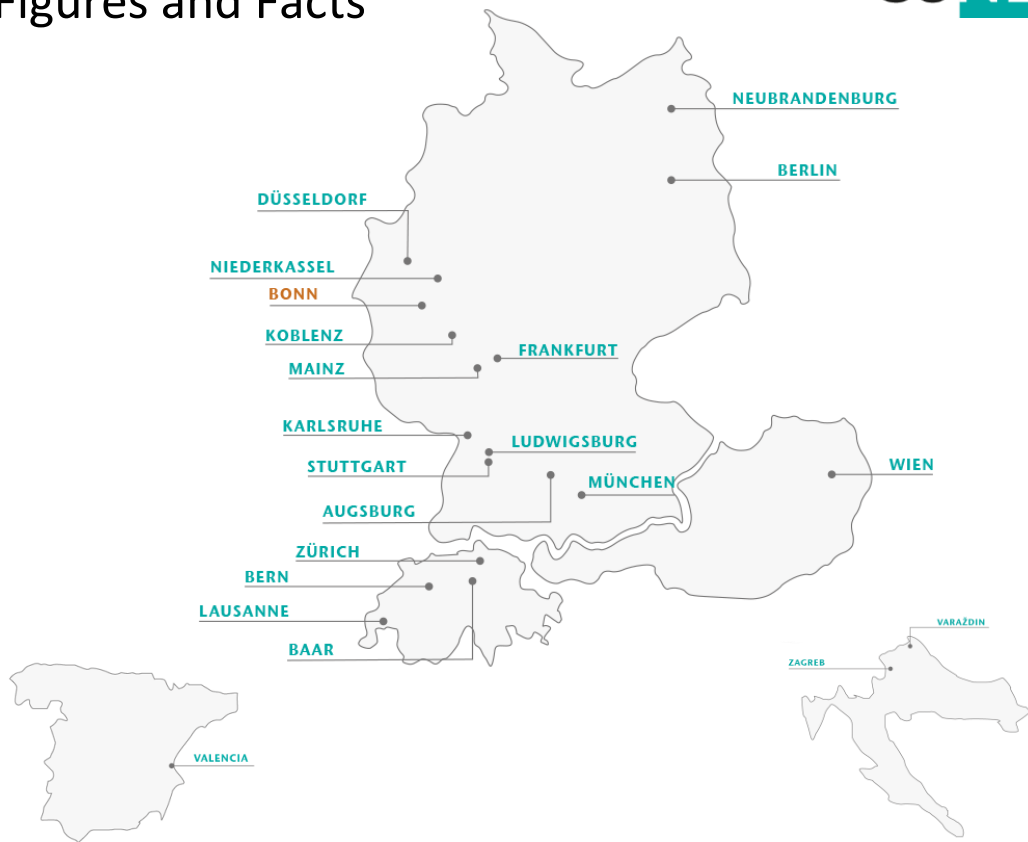 Figures and Facts
NEUBRANDENBURG
BERLIN
DÜSSELDORF
NIEDERKASSEL
BONN
KOBLENZ
FRANKFURT
MAINZ
KARLSRUHE
LUDWIGSBURG
STUTTGART
WIEN
MÜNCHEN
AUGSBURG
ZÜRICH
BERN
LAUSANNE
BAAR
VARAŽDIN
ZAGREB
VALENCIA